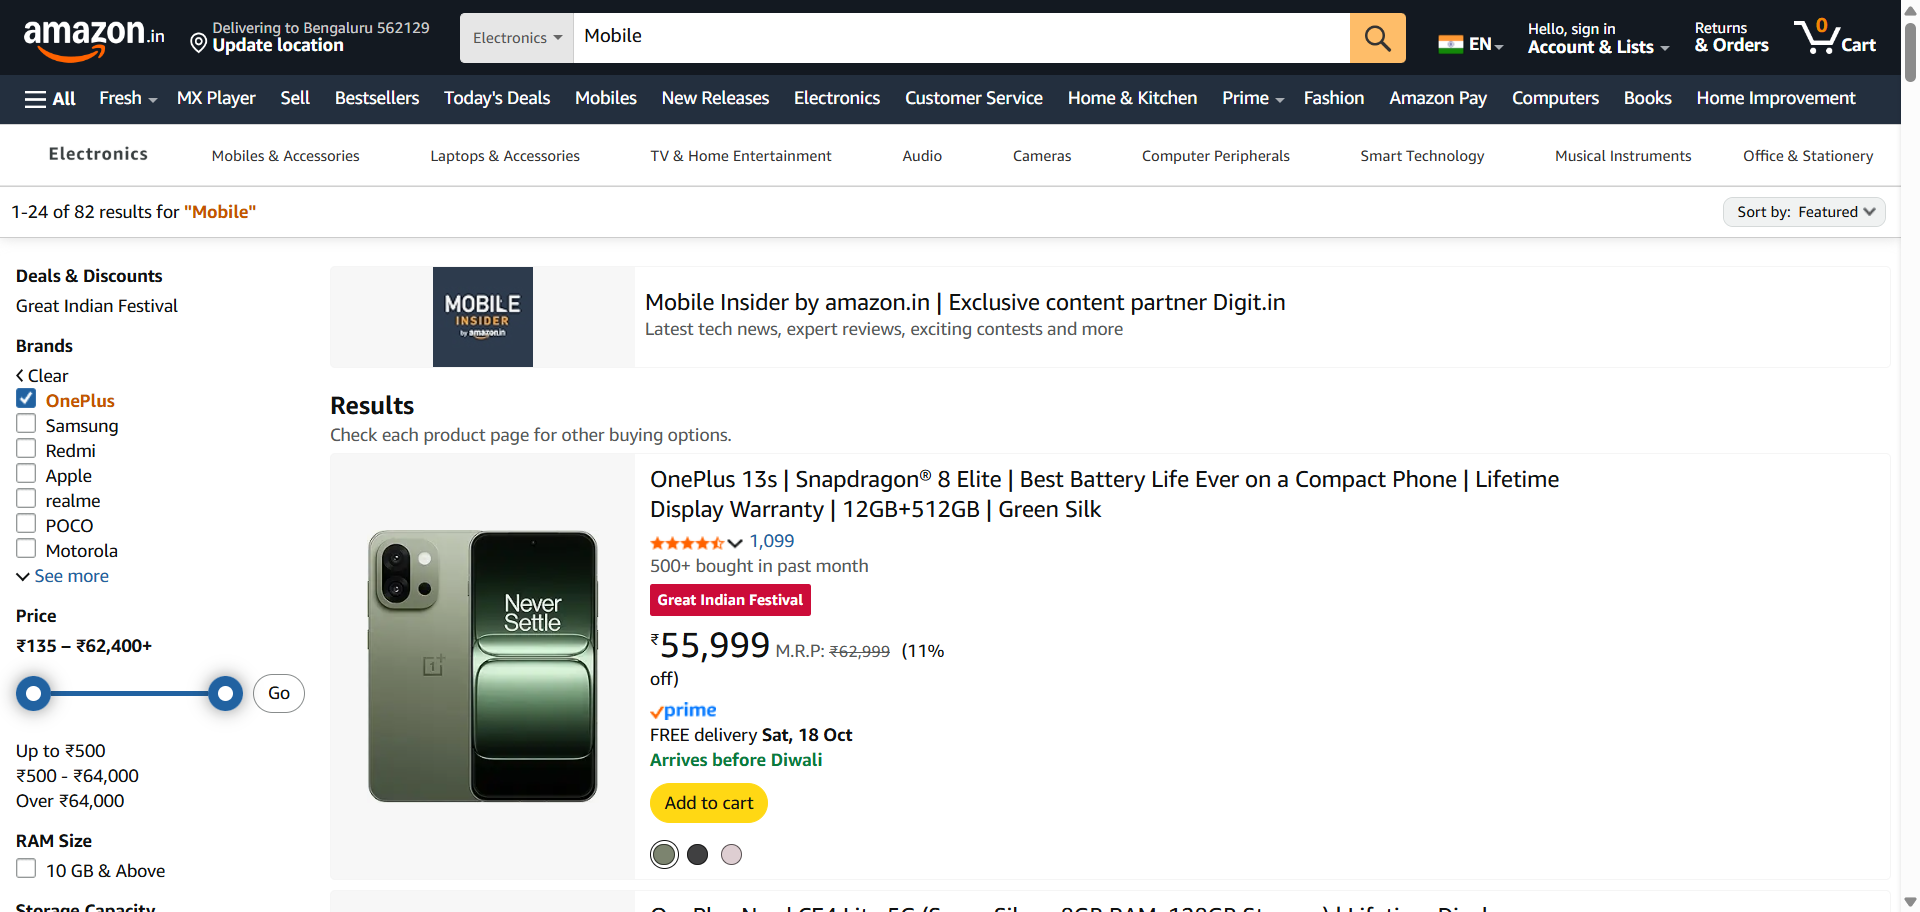 amazon.in
Delivering to Bengaluru 562129
Update location
Electronics
Mobile
EN
Hello, sign in
Account & Lists
Returns
& Orders
0
Cart
All
Fresh
MX Player
Sell
Bestsellers
Today's Deals
Mobiles
New Releases
Electronics
Customer Service
Home & Kitchen
Prime
Fashion
Amazon Pay
Computers
Books
Home Improvement
Electronics
Mobiles & Accessories
Laptops & Accessories
TV & Home Entertainment
Audio
Cameras
Computer Peripherals
Smart Technology
Musical Instruments
Office & Stationery
1-24 of 82 results for "Mobile"
Sort by: Featured
Deals & Discounts
Great Indian Festival
Brands
Clear
OnePlus
Samsung
Redmi
Apple
realme
POCO
Motorola
See more
Price
₹135 – ₹62,400+
Go
Up to ₹500
₹500 - ₹64,000
Over ₹64,000
RAM Size
10 GB & Above
Storage Capacity
MOBILE
INSIDER
by amazon.in
Mobile Insider by amazon.in | Exclusive content partner Digit.in
Latest tech news, expert reviews, exciting contests and more
Results
Check each product page for other buying options.
Never
Settle
OnePlus 13s | Snapdragon® 8 Elite | Best Battery Life Ever on a Compact Phone | Lifetime
Display Warranty | 12GB+512GB | Green Silk
1,099
500+ bought in past month
Great Indian Festival
₹55,999 M.R.P: ₹62,999 (11%
off)
prime
FREE delivery Sat, 18 Oct
Arrives before Diwali
Add to cart